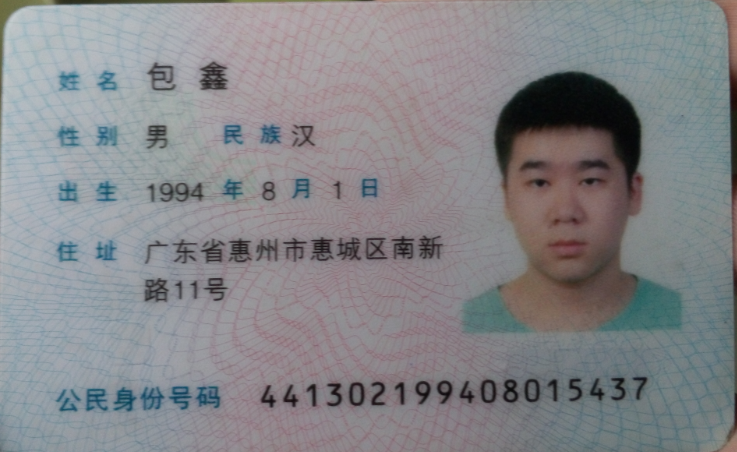 姓名 包鑫
性别 男 民族 汉
出生 1994 年 8 月 1 日
住址 广东省惠州市惠城区南新
路11号
公民身份号码 441302199408015437